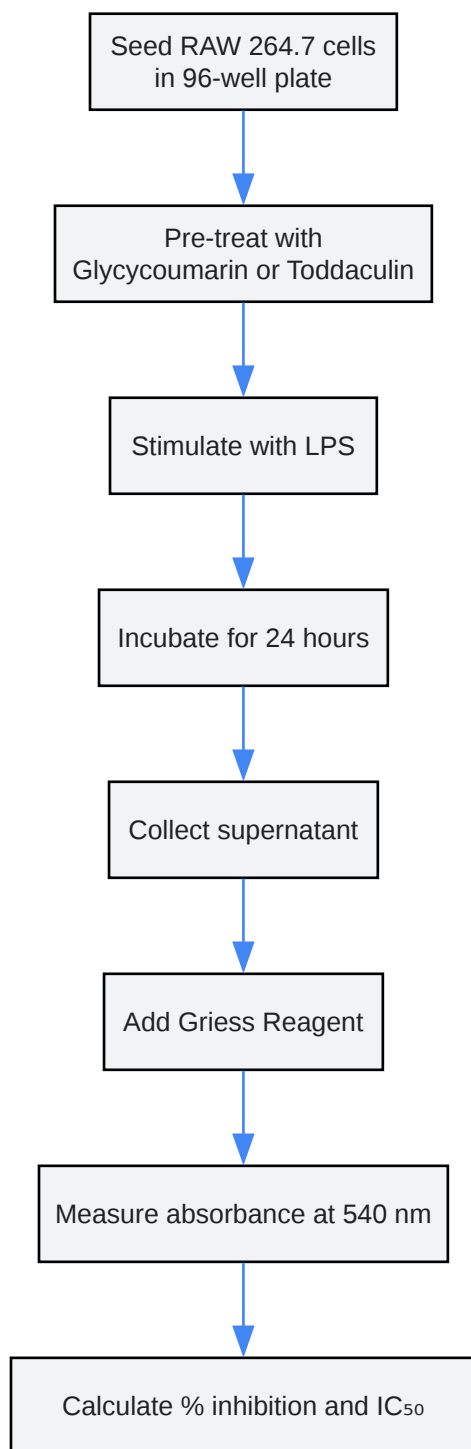 Seed RAW 264.7 cells
in 96-well plate
Pre-treat with
Glycycoumarin or Toddaculin
Stimulate with LPS
Incubate for 24 hours
Collect supernatant
Add Griess Reagent
Measure absorbance at 540 nm
Calculate % inhibition and IC₅₀